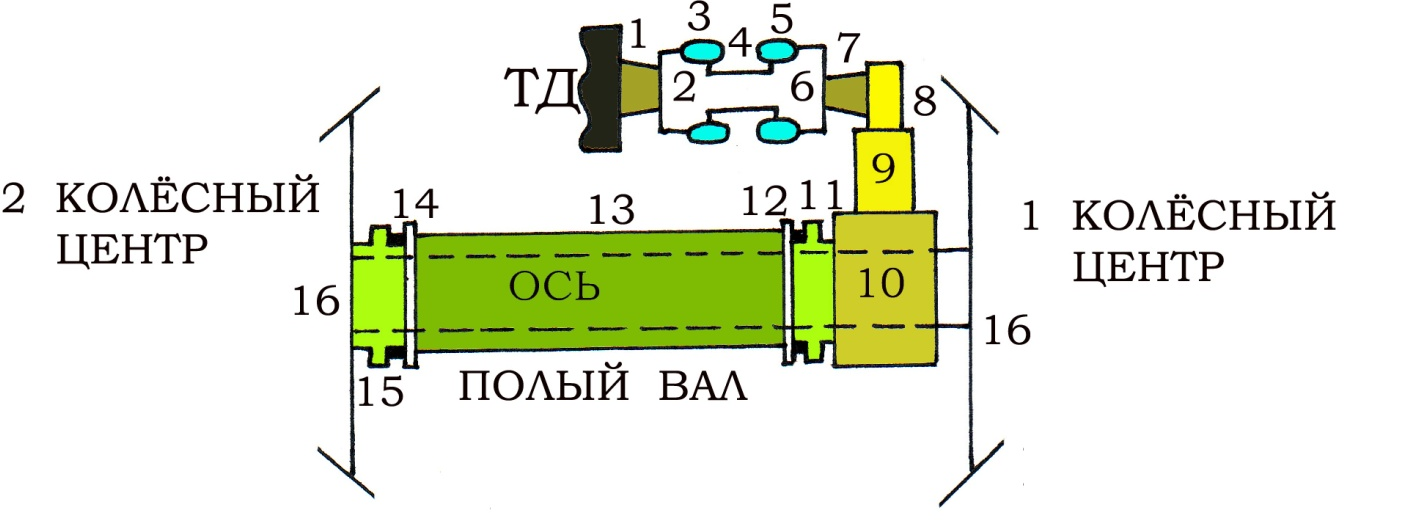 1 3 4 5 7
ТД 2 6 8
9
2 КОЛЁСНЫЙ
ЦЕНТР
14 13 12 11
1 КОЛЁСНЫЙ
ЦЕНТР
16 ОСЬ 10 16
15 ПОЛЫЙ ВАЛ